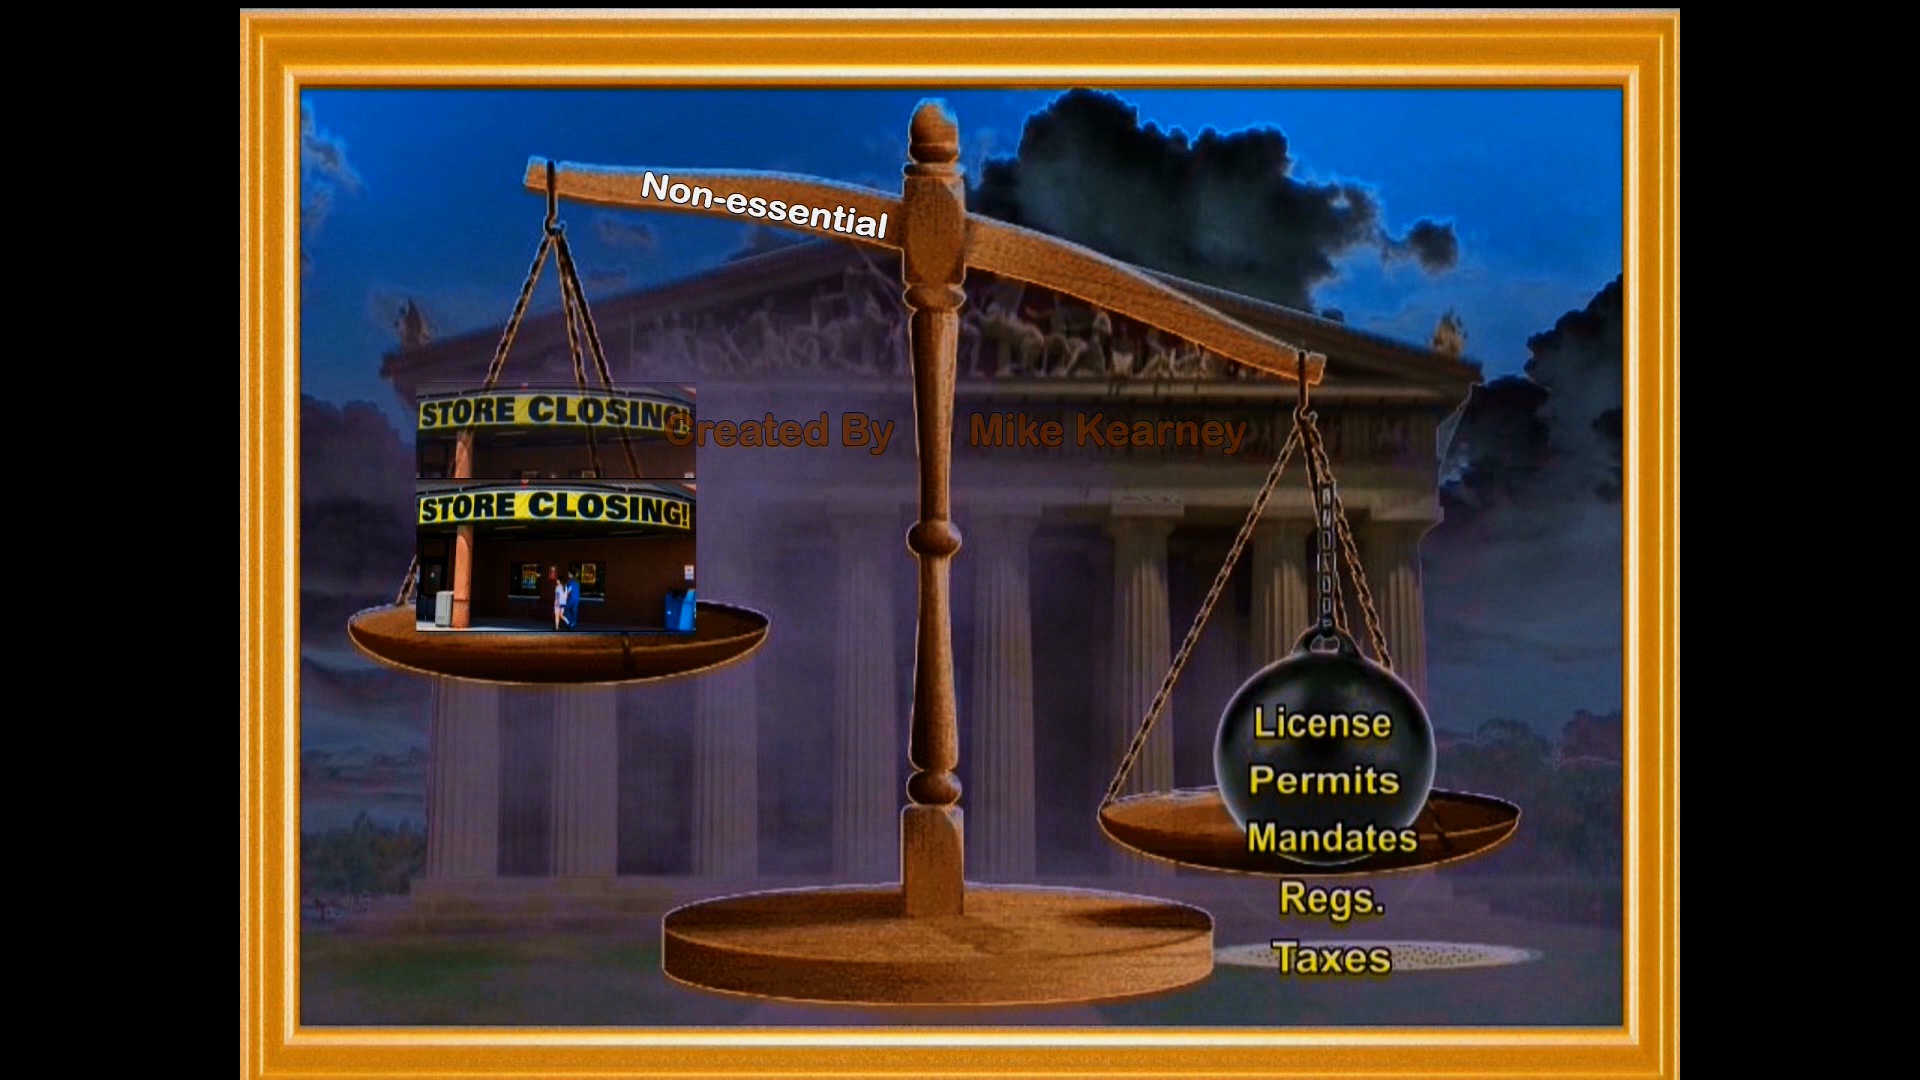 Non-essential
STORE CLOSING!
Created By Mike Kearney
STORE CLOSING!
License
Permits
Mandates
Regs.
Taxes